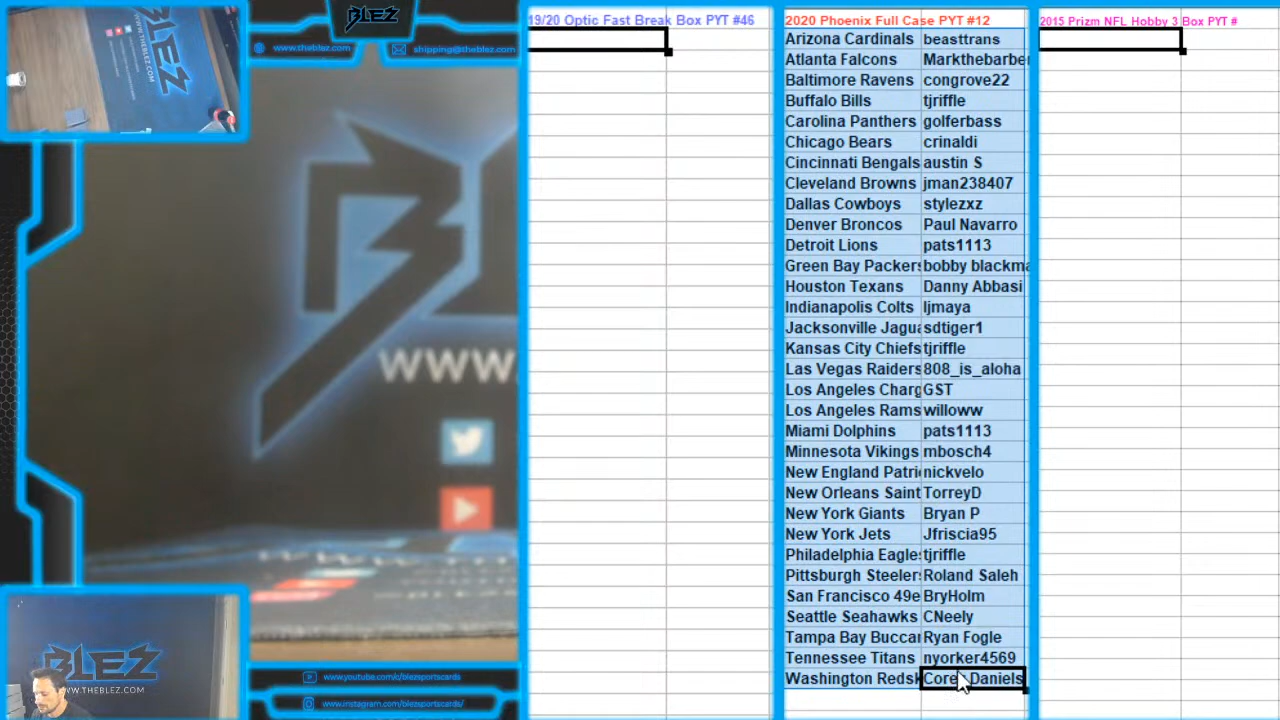 BLEZ
www.theblez.co
shipping@theblez.com
BLEZ
WWW.
BLEZ
WWW.THEBLEZ.COM
www.youtube.com/c/blezsportscards
www.instagram.com/blezsportscards/
19/20 Optic Fast Break Box PYT #46
2020 Phoenix Full Case PYT #12
Arizona Cardinals beasttrans
Atlanta Falcons Markthebarber
Baltimore Ravens congrove22
Buffalo Bills tjriffle
Carolina Panthers golferbass
Chicago Bears crinaldi
Cincinnati Bengals austin S
Cleveland Browns jman238407
Dallas Cowboys stylezxz
Denver Broncos Paul Navarro
Detroit Lions pats1113
Green Bay Packers bobby blackma
Houston Texans Danny Abbasi
Indianapolis Colts ljmaya
Jacksonville Jagua sdtiger1
Kansas City Chiefs tjriffle
Las Vegas Raiders 808_is_aloha
Los Angeles Charg GST
Los Angeles Rams willoww
Miami Dolphins pats1113
Minnesota Vikings mbosch4
New England Patri nickvelo
New Orleans Saint TorreyD
New York Giants Bryan P
New York Jets Jfriscia95
Philadelphia Eagles tjriffle
Pittsburgh Steelers Roland Saleh
San Francisco 49e BryHolm
Seattle Seahawks CNeely
Tampa Bay Buccar Ryan Fogle
Tennessee Titans nyorker4569
Washington Redsk Daniels
2015 Prizm NFL Hobby 3 Box PYT #